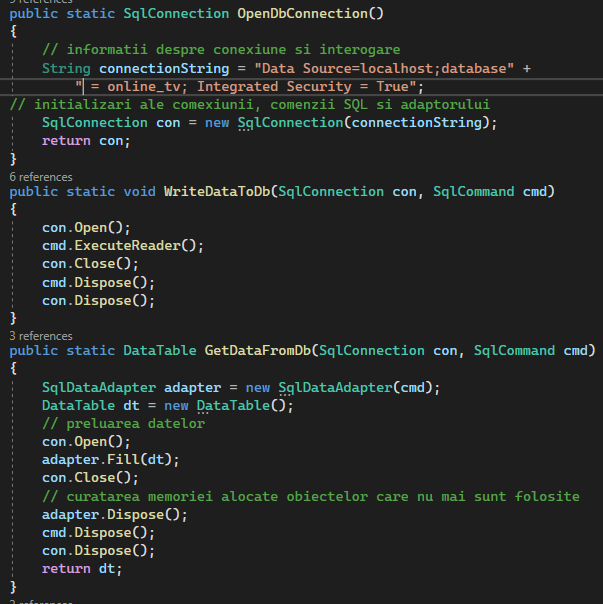 9 references
public static SqlConnection OpenDbConnection()
{
// informatii despre conexiune si interogare
String connectionString = "Data Source=localhost;database" +
" = online_tv; Integrated Security = True";
// initializari ale conexiunii, comenzii SQL si adaptorului
SqlConnection con = new SqlConnection(connectionString);
return con;
}
6 references
public static void WriteDataToDb(SqlConnection con, SqlCommand cmd)
{
con.Open();
cmd.ExecuteReader();
con.Close();
cmd.Dispose();
con.Dispose();
}
3 references
public static DataTable GetDataFromDb(SqlConnection con, SqlCommand cmd)
{
SqlDataAdapter adapter = new SqlDataAdapter(cmd);
DataTable dt = new DataTable();
// preluarea datelor
con.Open();
adapter.Fill(dt);
con.Close();
// curatarea memoriei alocate obiectelor care nu mai sunt folosite
adapter.Dispose();
cmd.Dispose();
con.Dispose();
return dt;
}
references